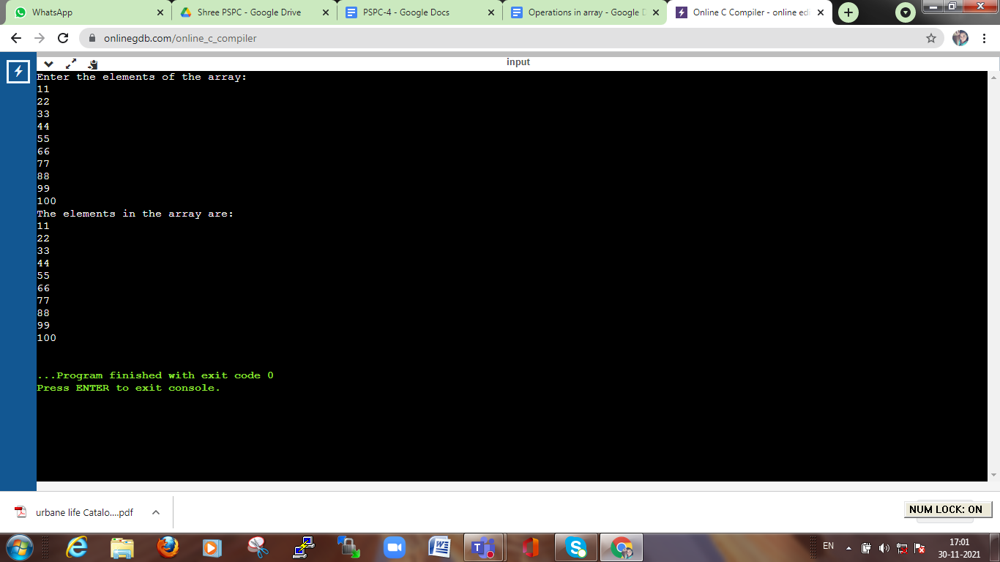 WhatsApp
Shree PSPC - Google Drive
PSPC-4 - Google Docs
Operations in array - Google D
Online C Compiler - online edi
onlinegdb.com/online_c_compiler
input
Enter the elements of the array:
11
22
33
44
55
66
77
88
99
100
The elements in the array are:
11
22
33
44
55
66
77
88
99
100
...Program finished with exit code 0
Press ENTER to exit console.
urbane life Catalo....pdf
NUM LOCK: ON
EN
17:01
30-11-2021